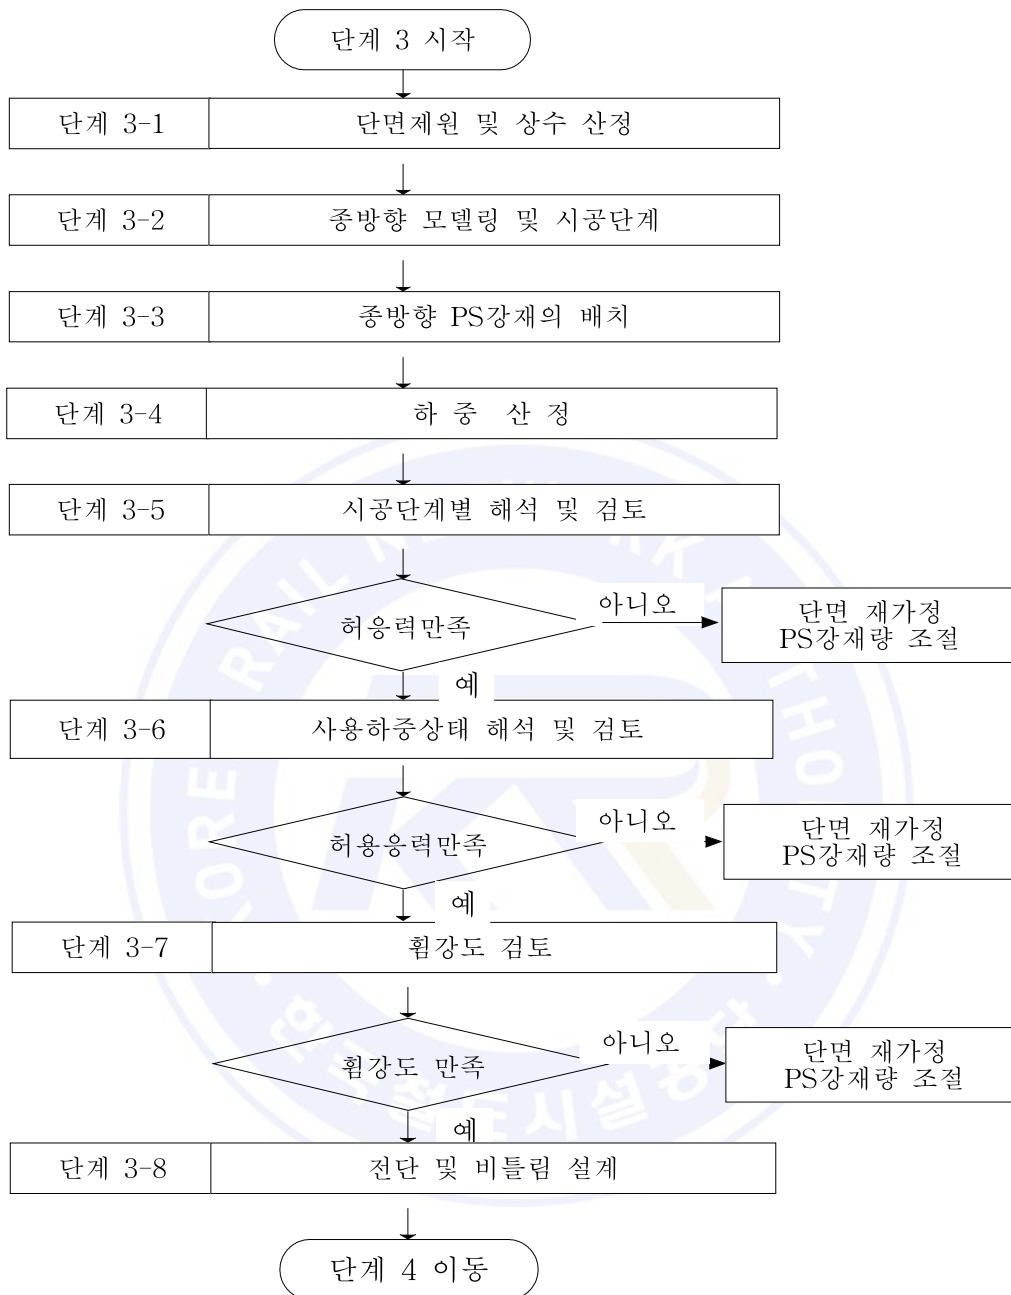 단계 3 시작
단계 3-1 단면제원 및 상수 산정
단계 3-2 종방향 모델링 및 시공단계
단계 3-3 종방향 PS강재의 배치
단계 3-4 하 중 산 정
단계 3-5 시공단계별 해석 및 검토
허응력만족
아니오
단면 재가정
PS강재량 조절
예
단계 3-6 사용하중상태 해석 및 검토
허용응력만족
아니오
단면 재가정
PS강재량 조절
예
단계 3-7 휨강도 검토
휨강도 만족
아니오
단면 재가정
PS강재량 조절
예
단계 3-8 전단 및 비틀림 설계
단계 4 이동
KR